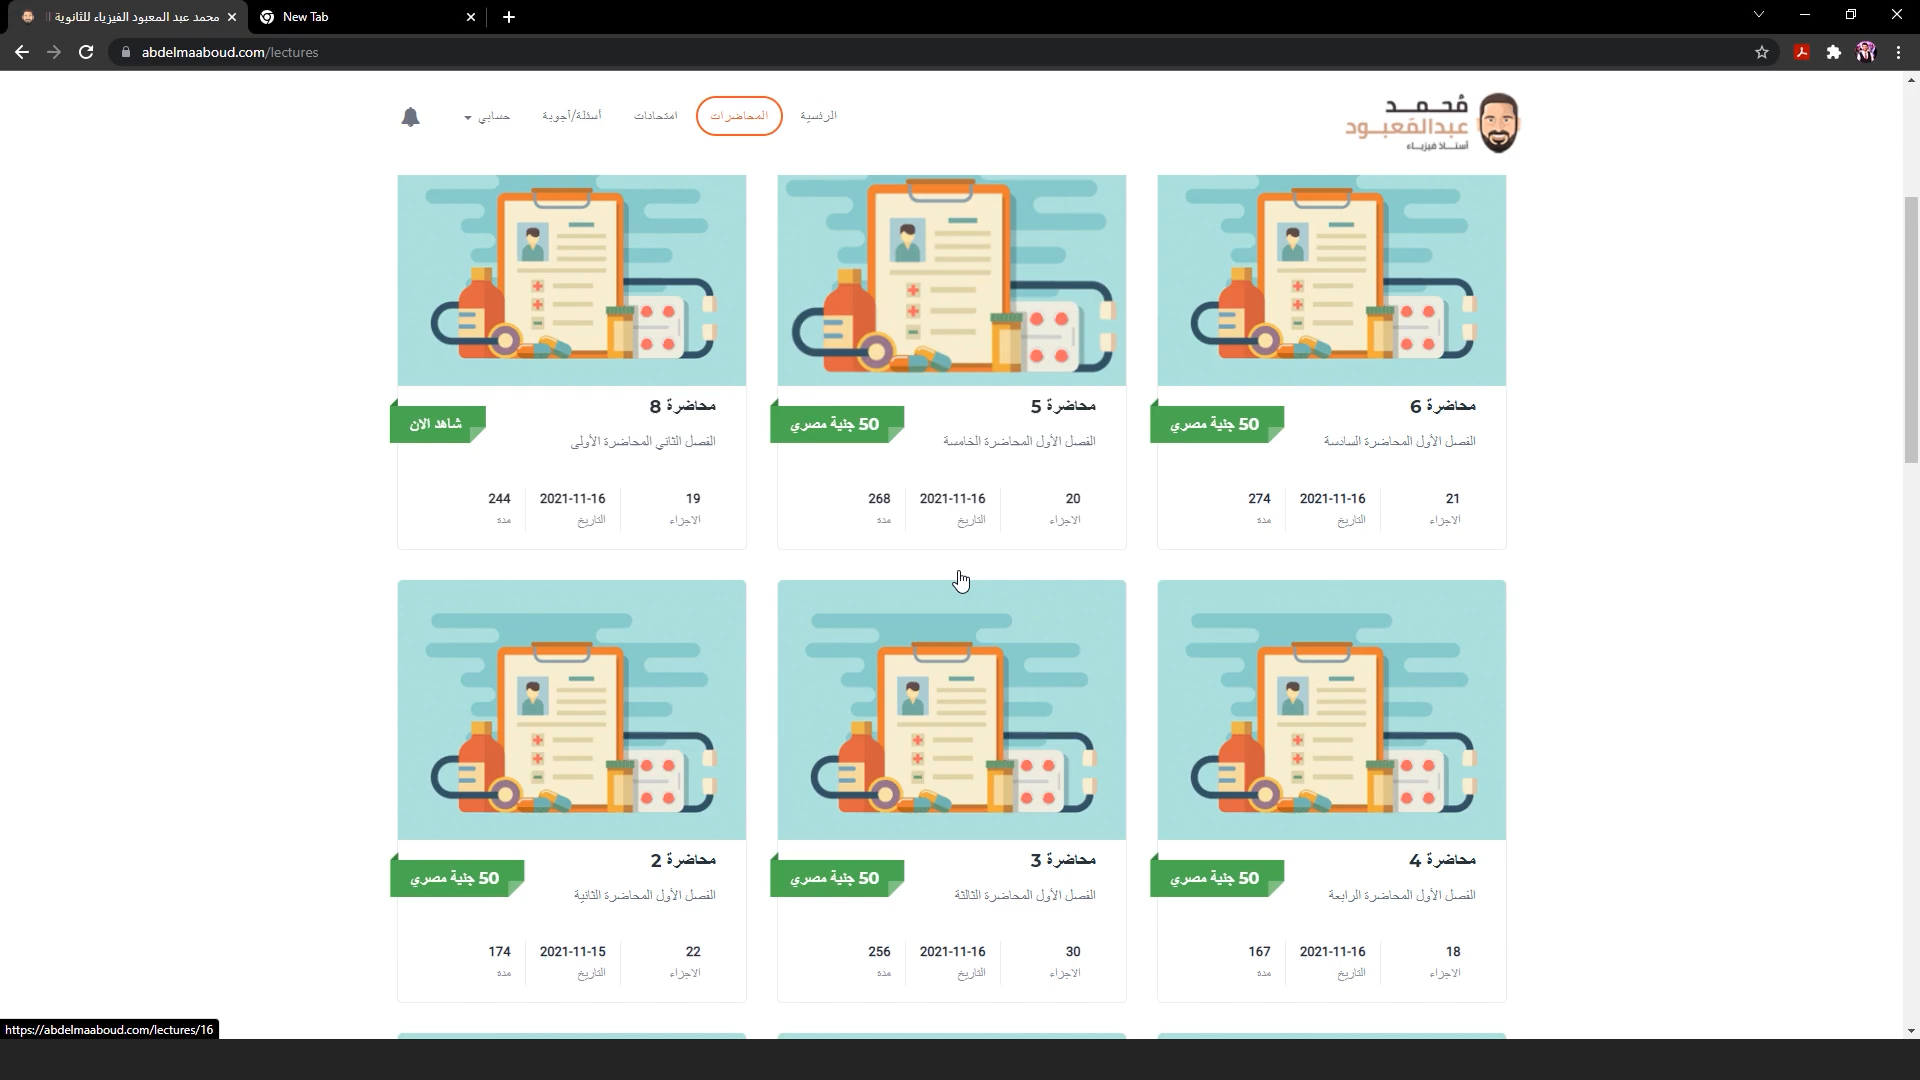 محمد عبد المعبود الفيزياء للثانوية
New Tab
abdelmaaboud.com/lectures
مُحـمــد
عبدالمَعبــود
أستــاذ فيزيــاء
الرئسية
المحاضرات
امتحانات
أسئلة/أجوبة
حسابي
محاضرة 6
50 جنية مصري
الفصل الأول المحاضرة السادسة
21
2021-11-16
274
الاجزاء
التاريخ
مدة
محاضرة 5
50 جنية مصري
الفصل الأول المحاضرة الخامسة
20
2021-11-16
268
الاجزاء
التاريخ
مدة
محاضرة 8
شاهد الان
الفصل الثاني المحاضرة الأولى
19
2021-11-16
244
الاجزاء
التاريخ
مدة
محاضرة 4
50 جنية مصري
الفصل الأول المحاضرة الرابعة
18
2021-11-16
167
الاجزاء
التاريخ
مدة
محاضرة 3
50 جنية مصري
الفصل الأول المحاضرة الثالثة
30
2021-11-16
256
الاجزاء
التاريخ
مدة
محاضرة 2
50 جنية مصري
الفصل الأول المحاضرة الثانية
22
2021-11-15
174
الاجزاء
التاريخ
مدة
https://abdelmaaboud.com/lectures/16